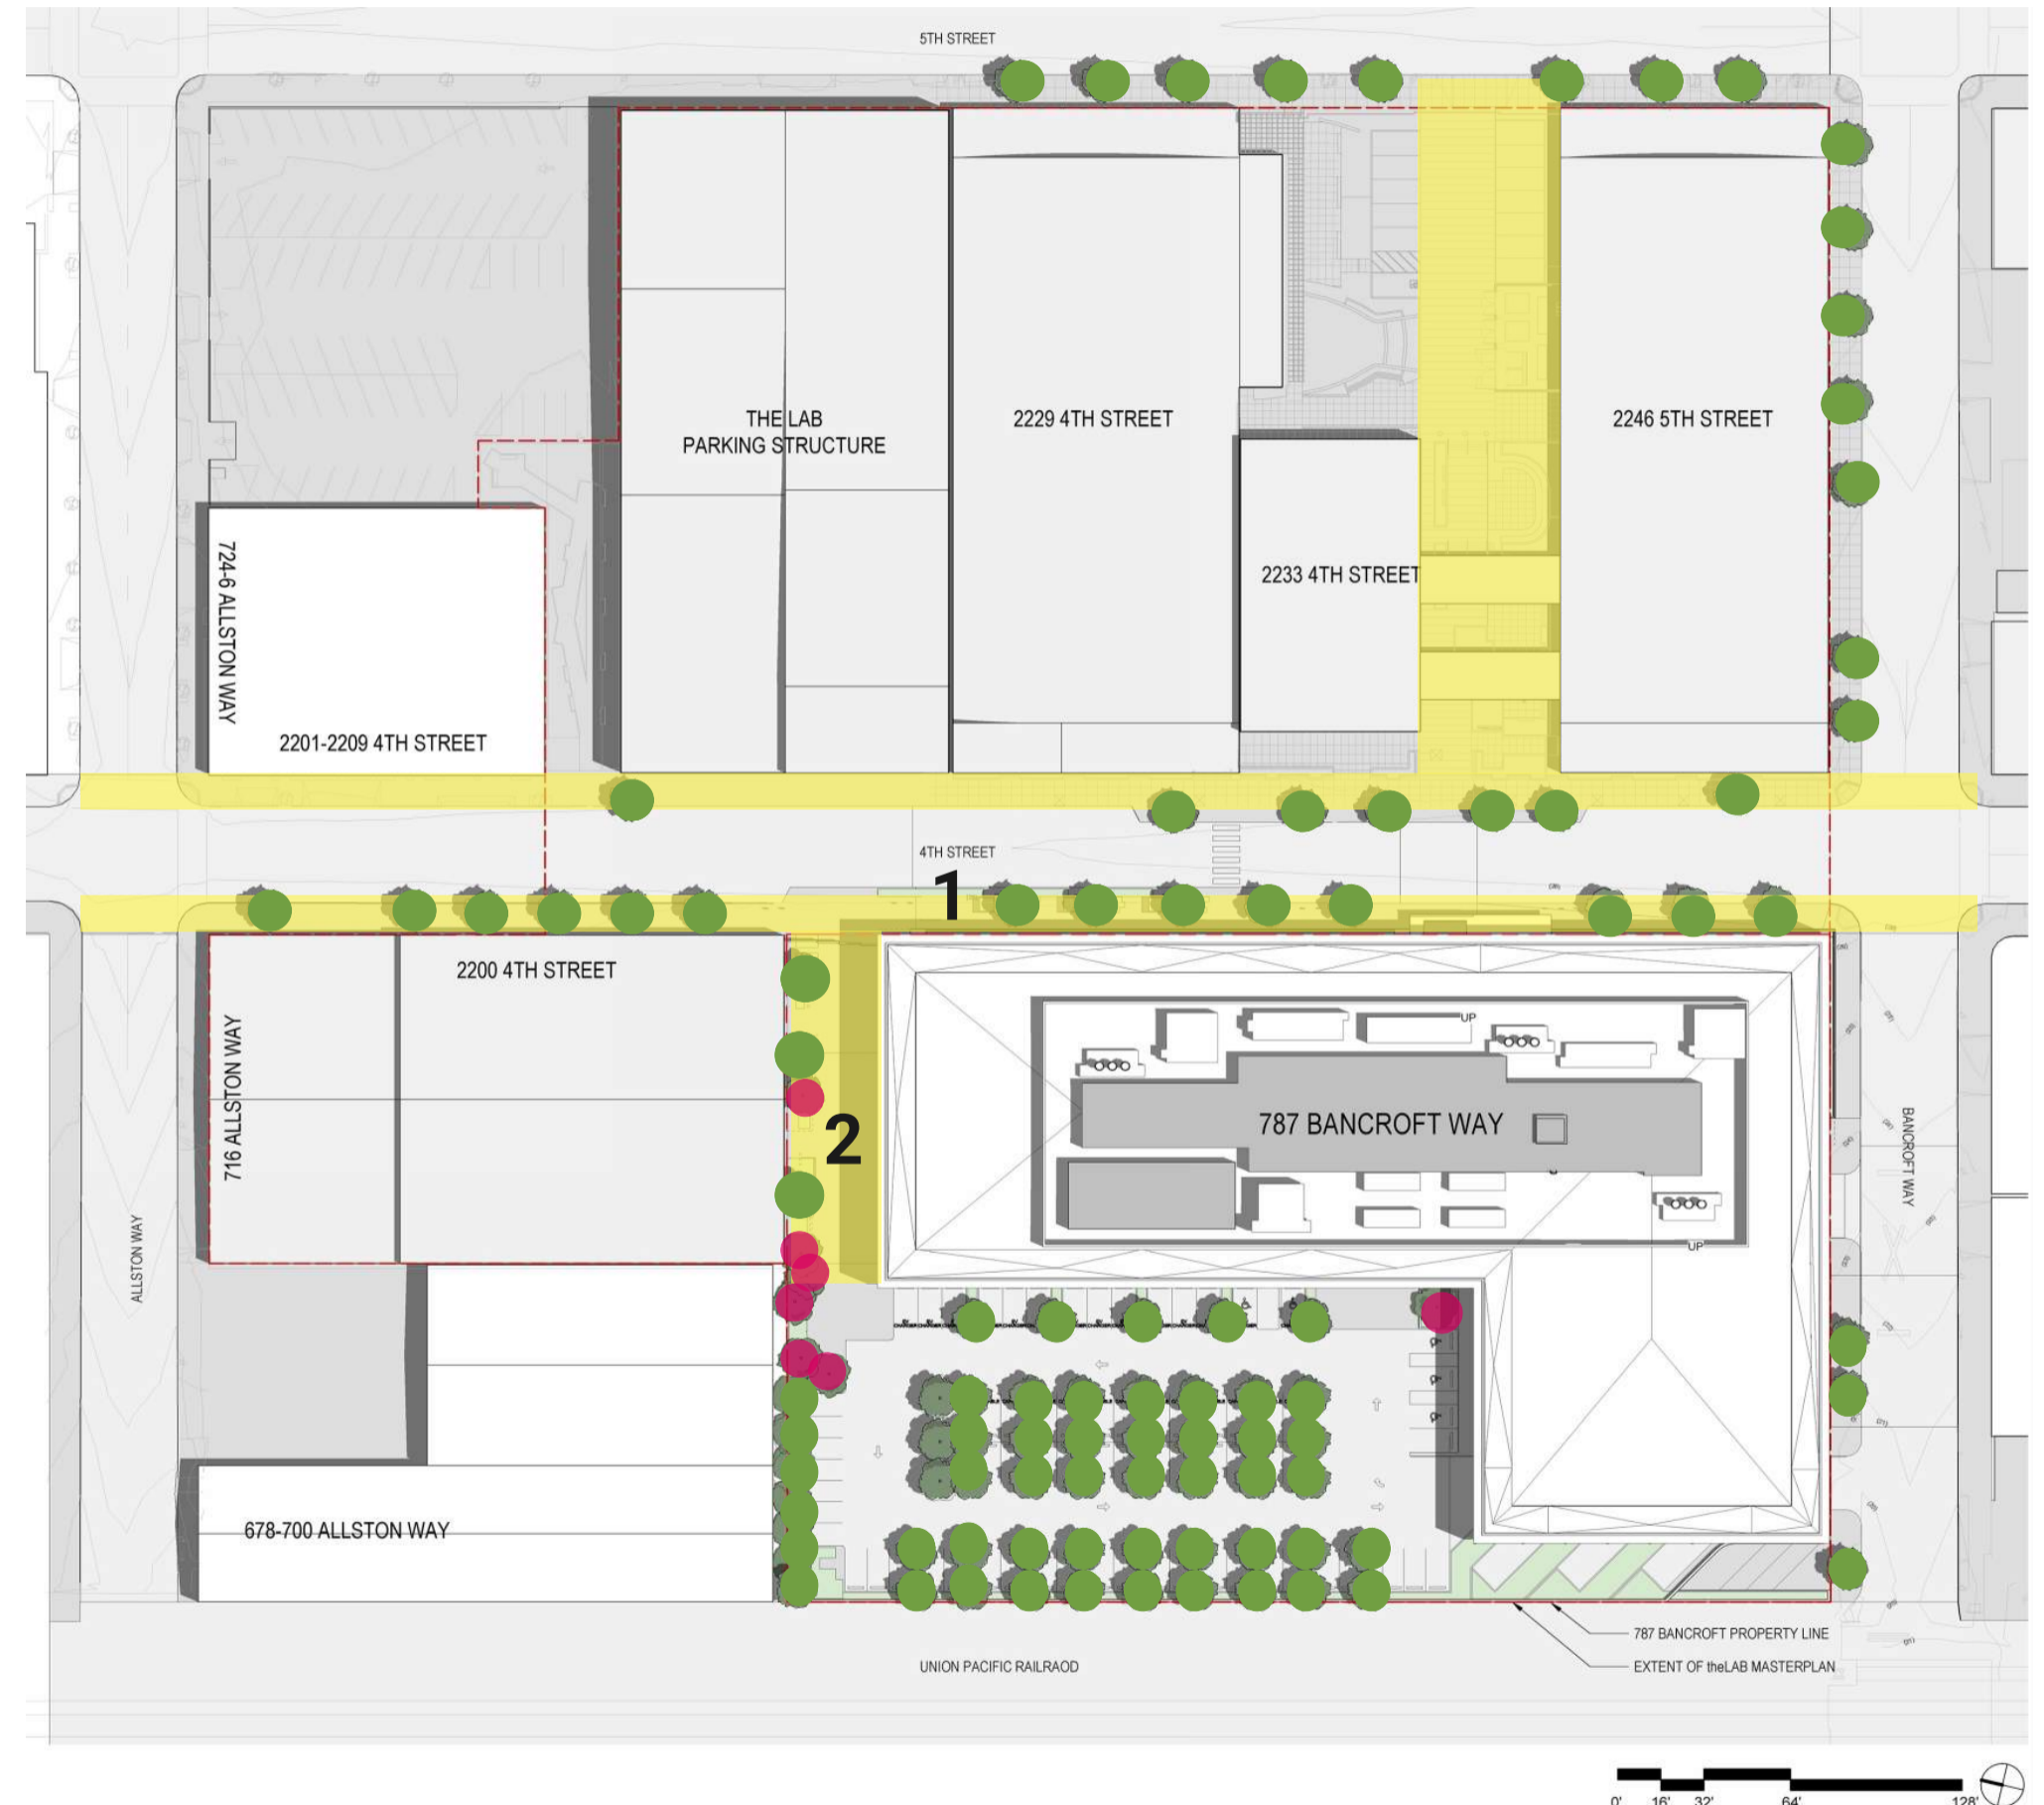 5TH STREET
THE LAB
PARKING STRUCTURE
2229 4TH STREET
2246 5TH STREET
2233 4TH STREET
724-6 ALLSTON WAY
2201-2209 4TH STREET
4TH STREET
1
2200 4TH STREET
716 ALLSTON WAY
UP
787 BANCROFT WAY
2
BANCROFT WAY
ALLSTON WAY
UP
678-700 ALLSTON WAY
787 BANCROFT PROPERTY LINE
UNION PACIFIC RAILRAOD
EXTENT OF theLAB MASTERPLAN
0' 16' 32' 64' 128'